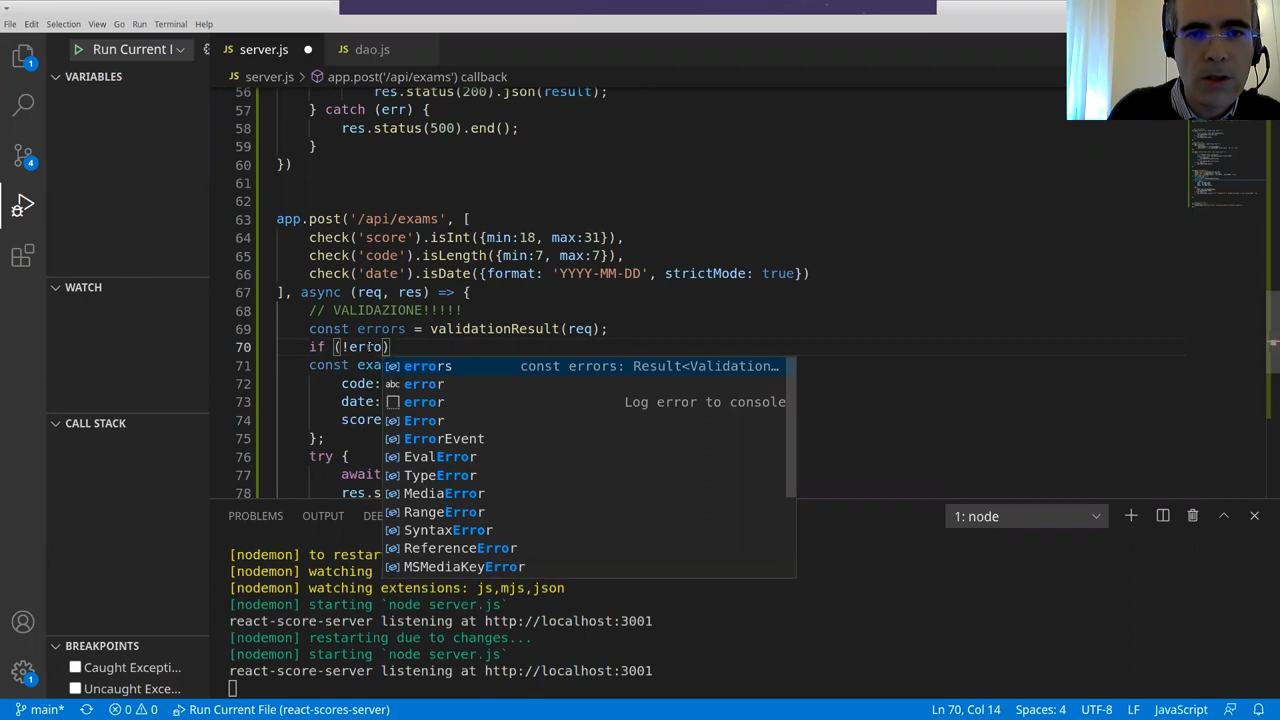 File Edit Selection View Go Run Terminal Help
Run Current I
JS server.js
JS dao.js
VARIABLES
JS server.js > app.post('/api/exams') callback
56 res.status(200).json(result);
57 } catch (err) {
58 res.status(500).end();
59 }
60 })
61
62
63 app.post('/api/exams', [
64 check('score').isInt({min:18, max:31}),
65 check('code').isLength({min:7, max:7}),
66 check('date').isDate({format: 'YYYY-MM-DD', strictMode: true})
67 ], async (req, res) => {
68 // VALIDAZIONE!!!!!
69 const errors = validationResult(req);
70 if (!erro)
71 const exa
72 code:
73 date:
74 score
75 };
76 try {
77 await
78 res.s
errors const errors: Result<Validation…
abc error
error Log error to console
Error
ErrorEvent
EvalError
TypeError
MediaError
RangeError
SyntaxError
ReferenceError
MSMediaKeyError
WATCH
CALL STACK
BREAKPOINTS
Caught Excepti…
Uncaught Exce…
1
4
1
PROBLEMS OUTPUT DE
1: node
[nodemon] to restar
[nodemon] watching
[nodemon] watching extensions: js,mjs,json
[nodemon] starting `node server.js`
react-score-server listening at http://localhost:3001
[nodemon] restarting due to changes...
[nodemon] starting `node server.js`
react-score-server listening at http://localhost:3001
main* 0 0 Run Current File (react-scores-server) Ln 70, Col 14 Spaces: 4 UTF-8 LF JavaScript